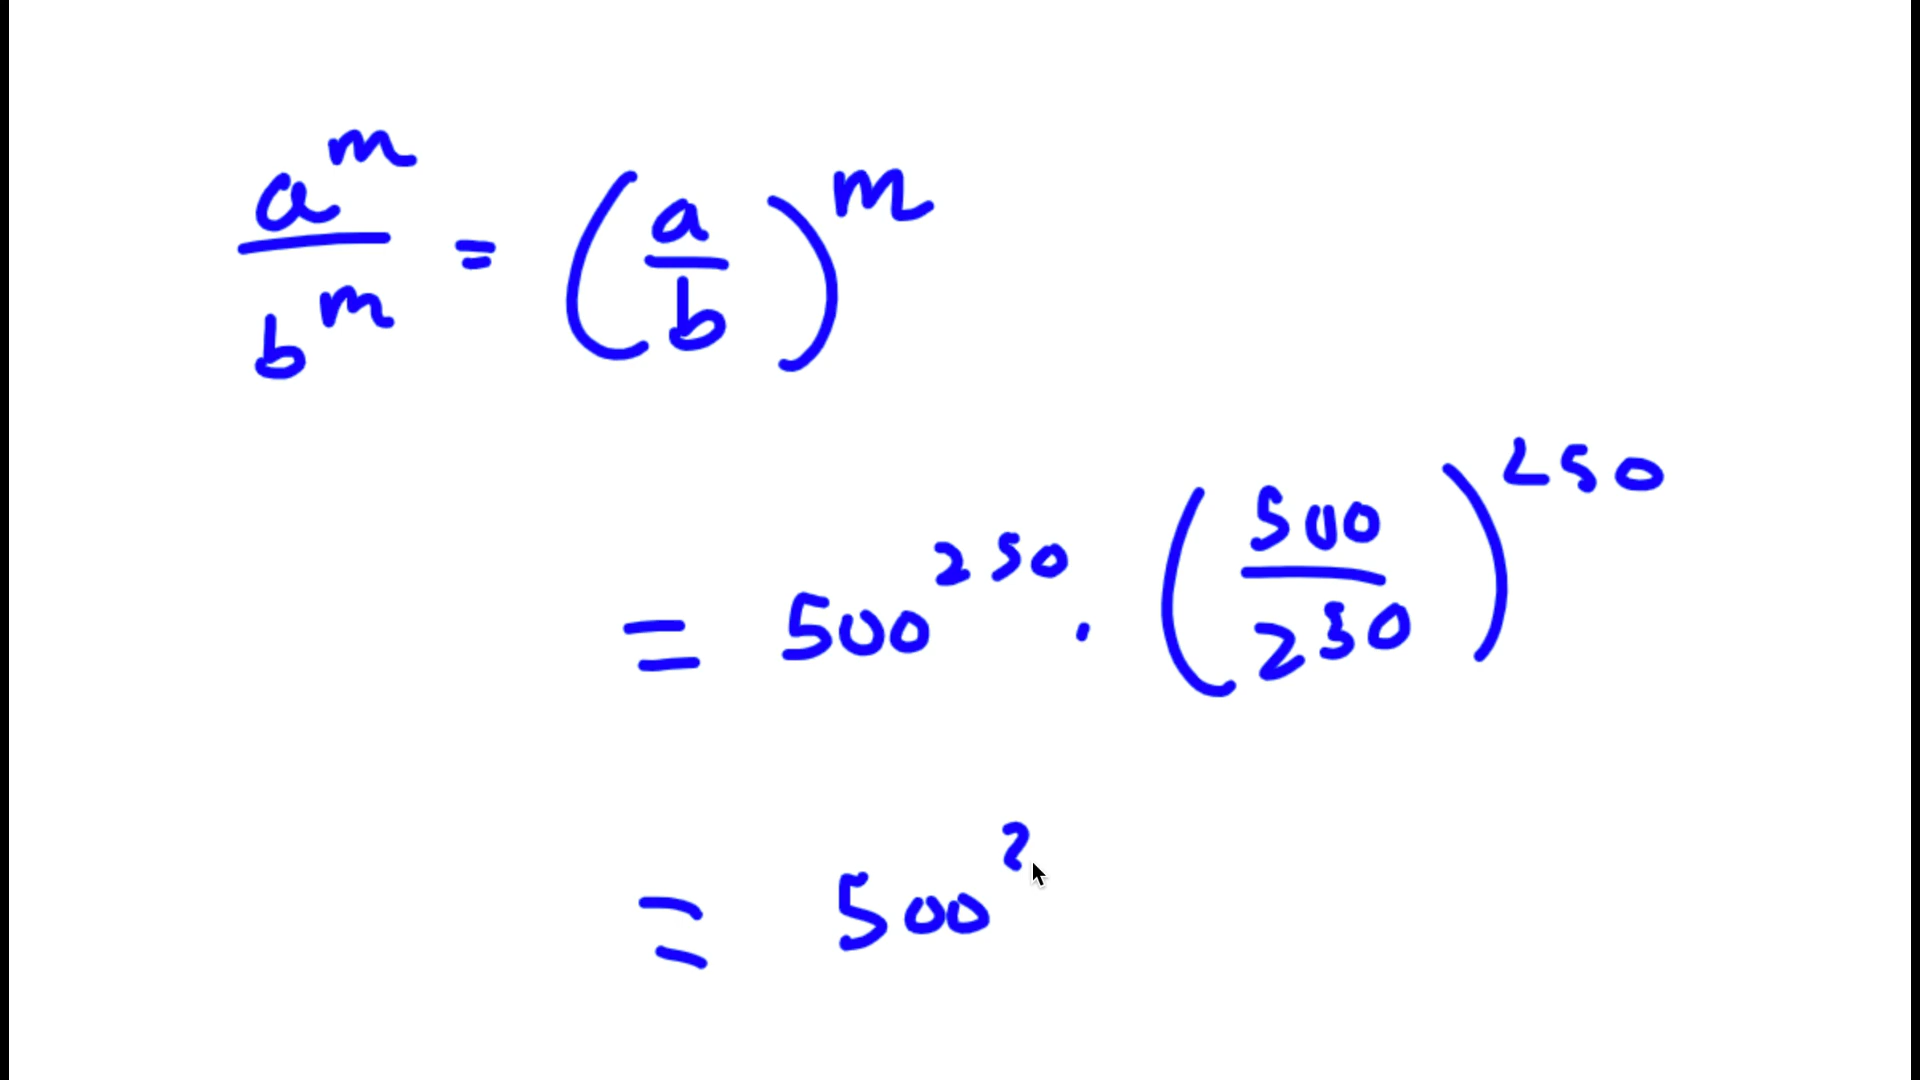 a^m / b^m = (a / b)^m
= 500^250 · (500 / 250)^250
= 500^2